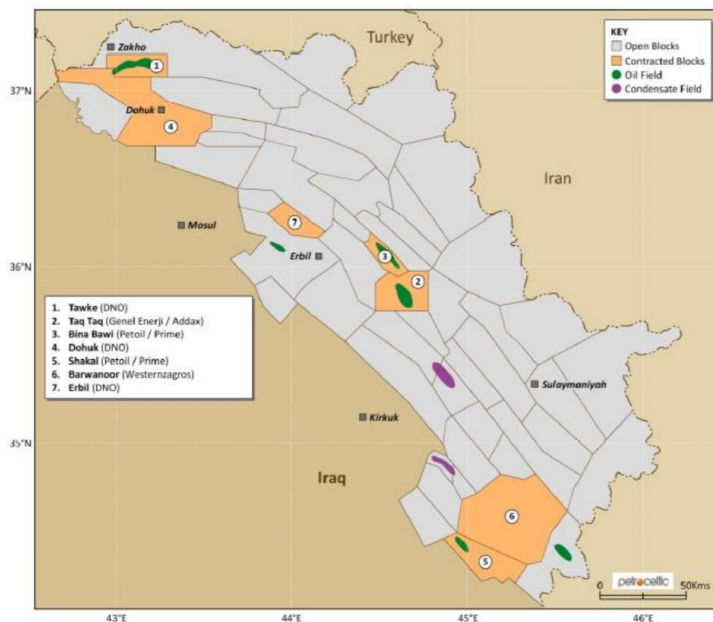 Turkey
Zakho
37°N
Dohuk
Iran
Mosul
36°N
Erbil
Sulaymaniyah
Kirkuk
35°N
Iraq
43°E
44°E
45°E
46°E
KEY
Open Blocks
Contracted Blocks
Oil Field
Condensate Field
1
4
7
3
2
6
5
1. Tawke (DNO)
2. Taq Taq (Genel Enerji / Addax)
3. Bina Bawi (Petoil / Prime)
4. Dohuk (DNO)
5. Shakal (Petoil / Prime)
6. Barwanoor (Westernzagros)
7. Erbil (DNO)
petroceltic
0 50Kms